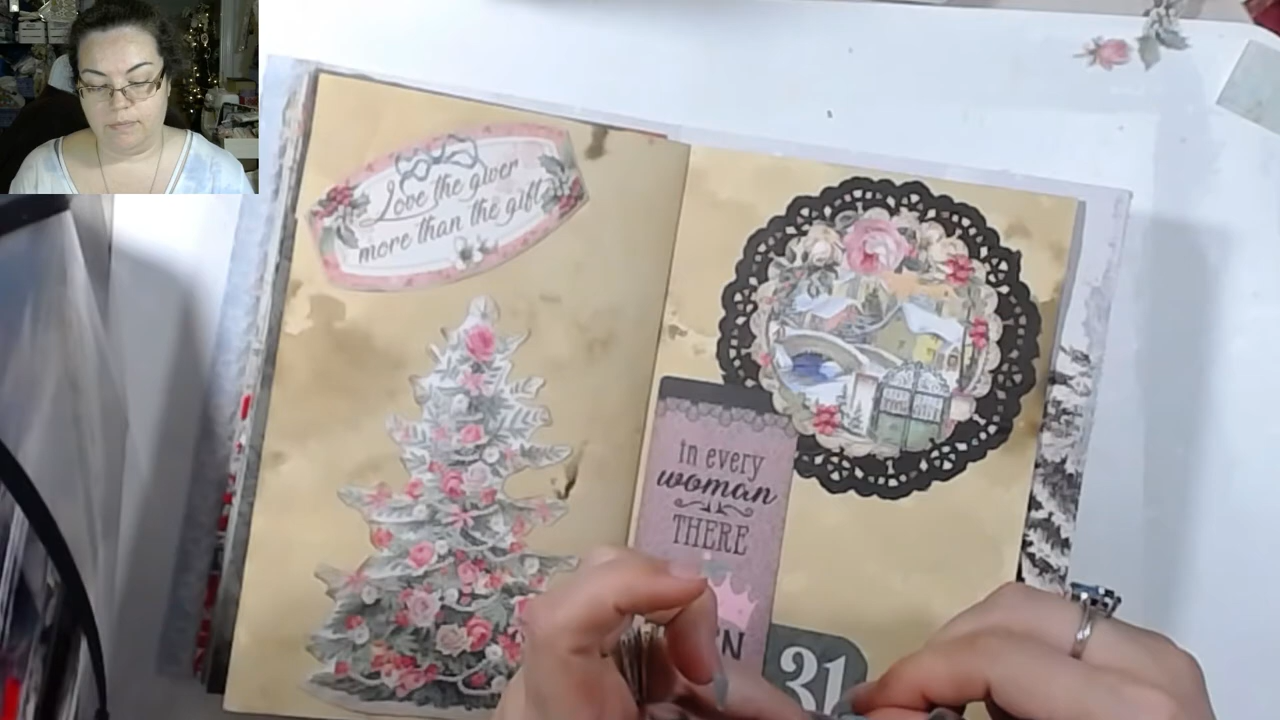 Love the giver
more than the gift
in every
woman
THERE
31